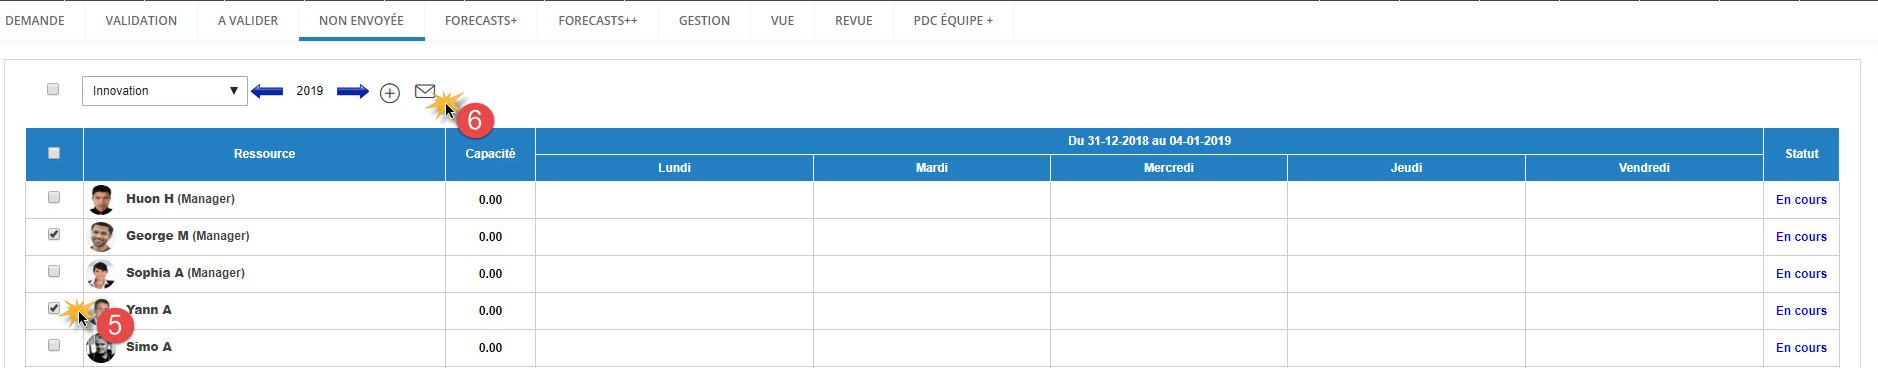 DEMANDE VALIDATION A VALIDER NON ENVOYÉE FORECASTS+ FORECASTS++ GESTION VUE REVUE PDC ÉQUIPE +
Innovation 2019
6
Ressource Capacité Du 31-12-2018 au 04-01-2019 Statut
Lundi Mardi Mercredi Jeudi Vendredi
Huon H (Manager) 0.00 En cours
George M (Manager) 0.00 En cours
Sophia A (Manager) 0.00 En cours
Yann A 0.00 En cours
5
Simo A 0.00 En cours